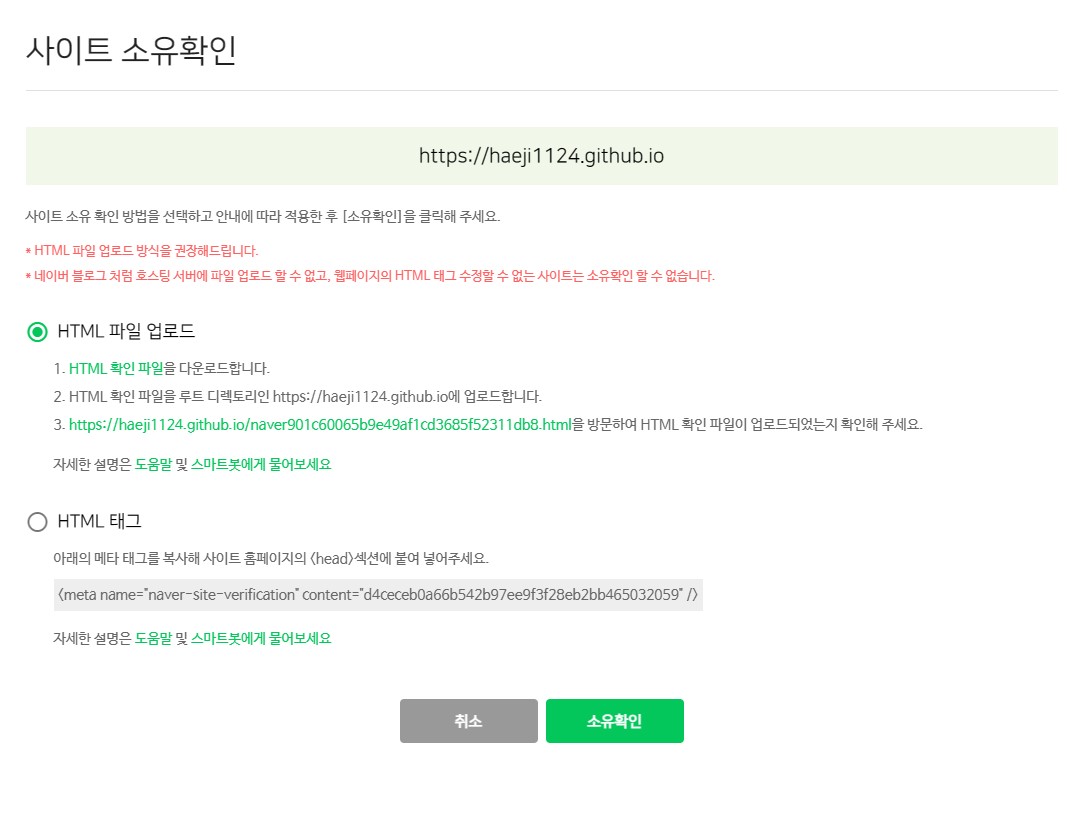 사이트 소유확인
https://haeji1124.github.io
사이트 소유 확인 방법을 선택하고 안내에 따라 적용한 후 [소유확인]을 클릭해 주세요.
* HTML 파일 업로드 방식을 권장해드립니다.
* 네이버 블로그 처럼 호스팅 서버에 파일 업로드 할 수 없고, 웹페이지의 HTML 태그 수정할 수 없는 사이트는 소유확인 할 수 없습니다.
HTML 파일 업로드
1. HTML 확인 파일을 다운로드합니다.
2. HTML 확인 파일을 루트 디렉토리인 https://haeji1124.github.io에 업로드합니다.
3. https://haeji1124.github.io/naver901c60065b9e49af1cd3685f52311db8.html을 방문하여 HTML 확인 파일이 업로드되었는지 확인해 주세요.
자세한 설명은 도움말 및 스마트봇에게 물어보세요
HTML 태그
아래의 메타 태그를 복사해 사이트 홈페이지의 <head>섹션에 붙여 넣어주세요.
<meta name="naver-site-verification" content="d4ceceb0a66b542b97ee9f3f28eb2bb465032059" />
자세한 설명은 도움말 및 스마트봇에게 물어보세요
취소
소유확인